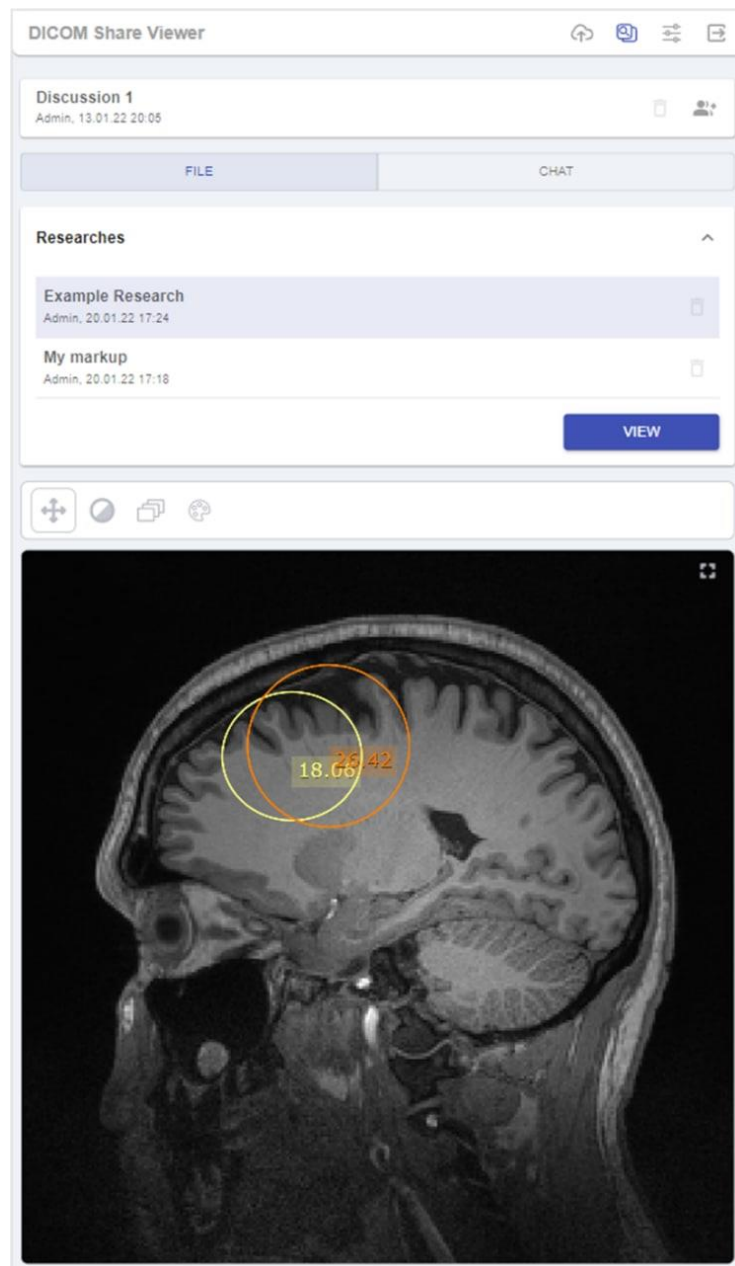 DICOM Share Viewer
Discussion 1
Admin, 13.01.22 20:05
FILE
CHAT
Researches
Example Research
Admin, 20.01.22 17:24
My markup
Admin, 20.01.22 17:18
VIEW
26.42
18.06